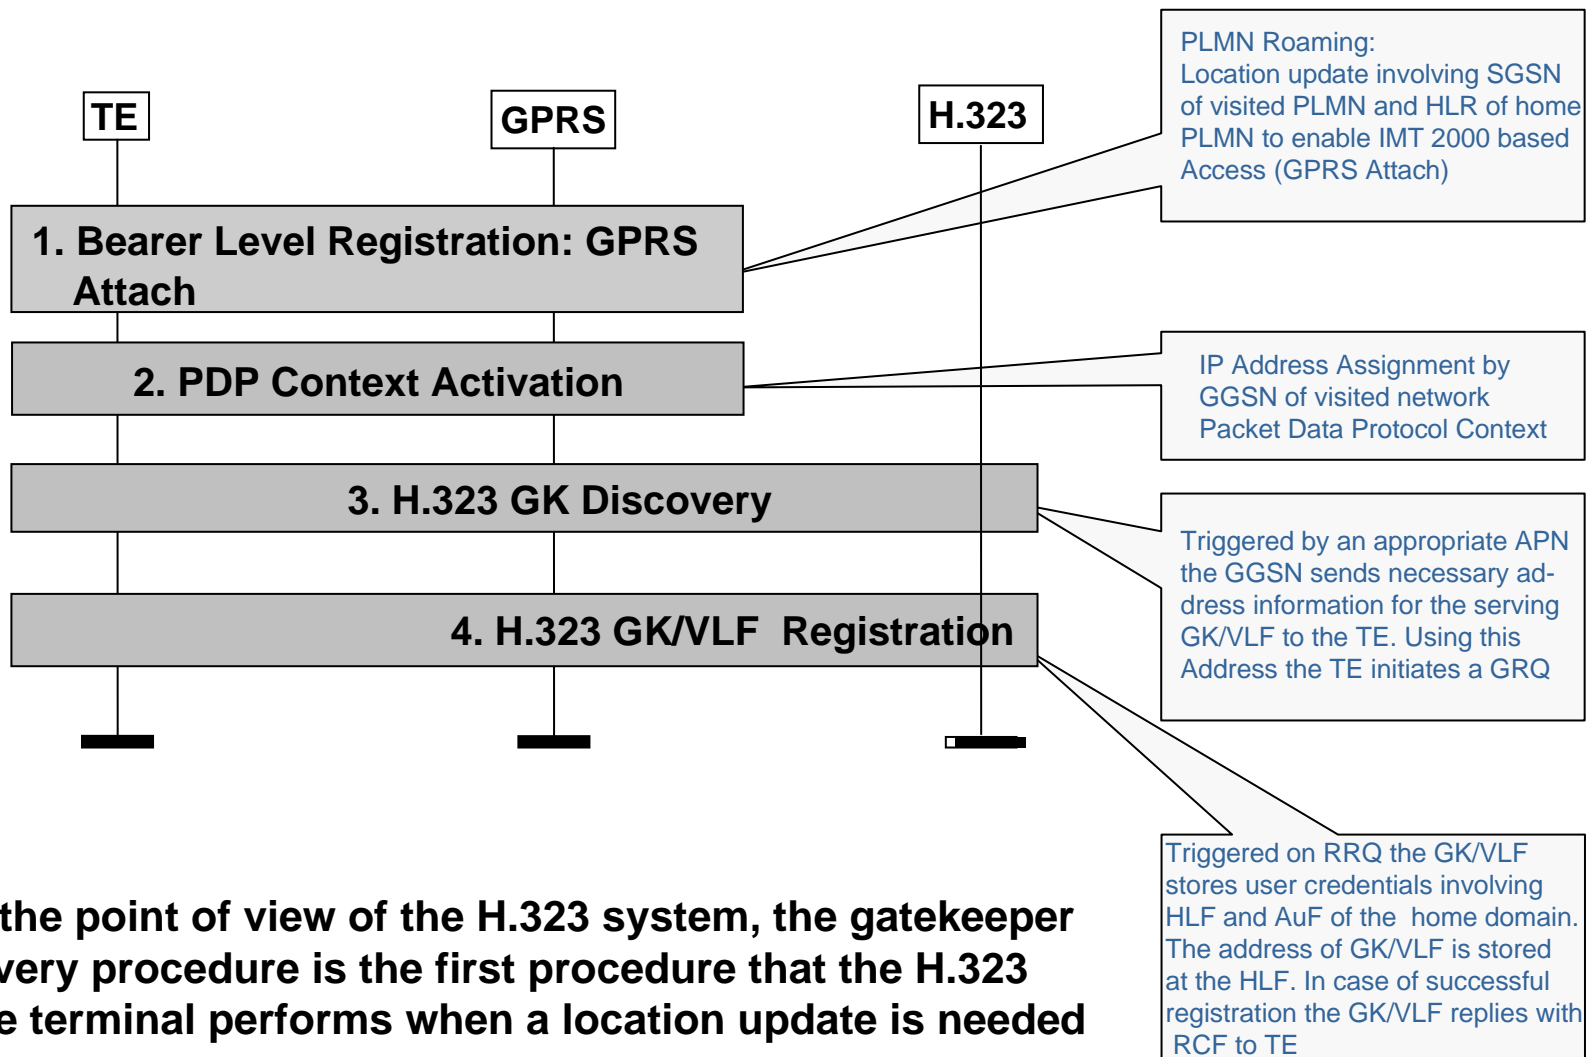 TE
GPRS
H.323
PLMN Roaming:
Location update involving SGSN
of visited PLMN and HLR of home
PLMN to enable IMT 2000 based
Access (GPRS Attach)
1. Bearer Level Registration: GPRS
Attach
2. PDP Context Activation
IP Address Assignment by
GGSN of visited network
Packet Data Protocol Context
3. H.323 GK Discovery
Triggered by an appropriate APN
the GGSN sends necessary ad-
dress information for the serving
GK/VLF to the TE. Using this
Address the TE initiates a GRQ
4. H.323 GK/VLF Registration
Triggered on RRQ the GK/VLF
stores user credentials involving
HLF and AuF of the home domain.
The address of GK/VLF is stored
at the HLF. In case of successful
registration the GK/VLF replies with
RCF to TE
the point of view of the H.323 system, the gatekeeper
very procedure is the first procedure that the H.323
e terminal performs when a location update is needed